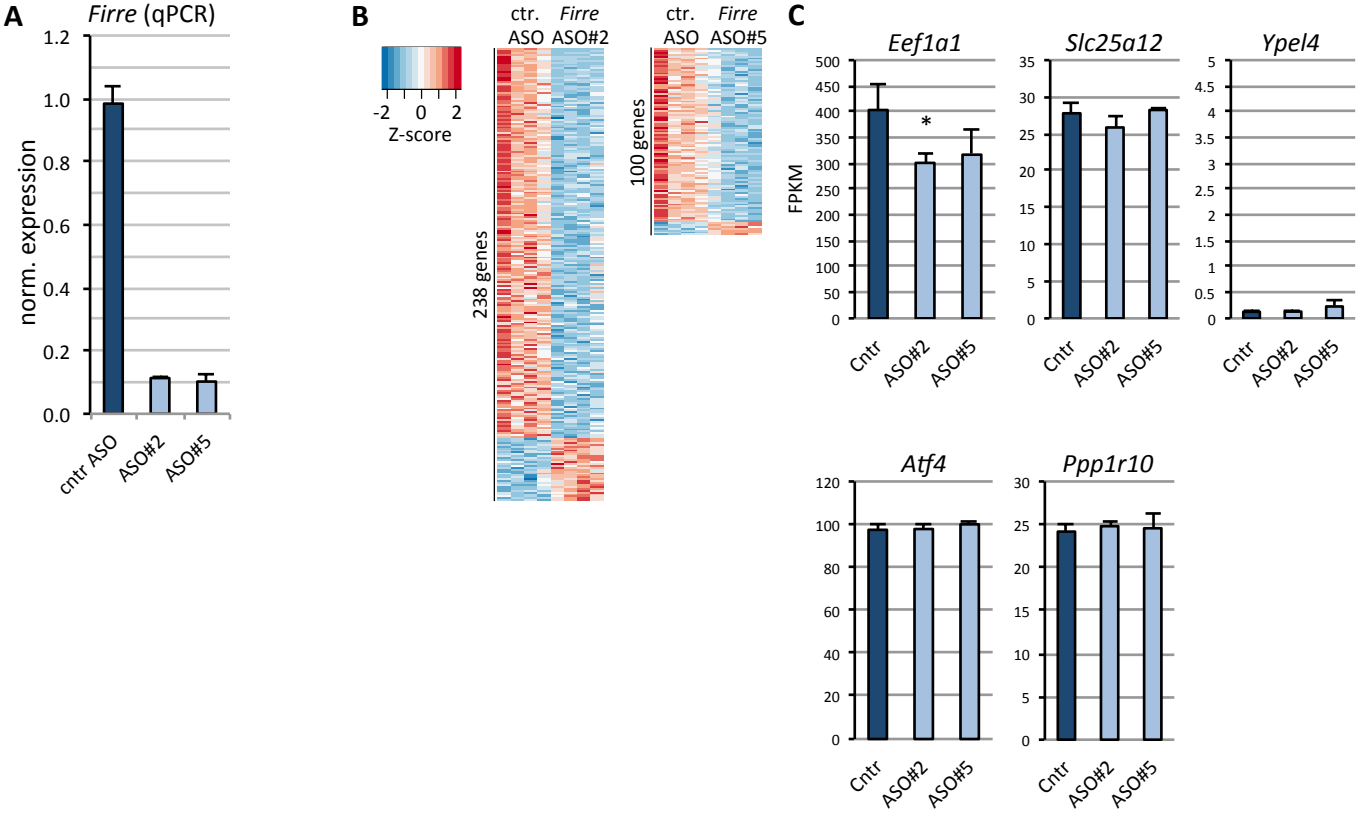 A
Firre (qPCR)
norm. expression
1.2
1.0
0.8
0.6
0.4
0.2
0.0
cntr ASO
ASO#2
ASO#5
B
-2 0 2
Z-score
ctr. Firre
ASO ASO#2
238 genes
ctr. Firre
ASO ASO#5
100 genes
C
Eef1a1
FPKM
500
450
400
350
300
250
200
150
100
50
0
*
Cntr
ASO#2
ASO#5
Slc25a12
35
30
25
20
15
10
5
0
Cntr
ASO#2
ASO#5
Ypel4
5
4.5
4
3.5
3
2.5
2
1.5
1
0.5
0
Cntr
ASO#2
ASO#5
Atf4
120
100
80
60
40
20
0
Cntr
ASO#2
ASO#5
Ppp1r10
30
25
20
15
10
5
0
Cntr
ASO#2
ASO#5